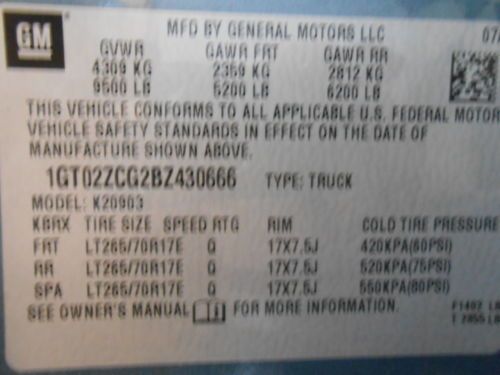 GM
MFD BY GENERAL MOTORS LLC 07/
GVWR GAWR FRT GAWR RR
4309 KG 2359 KG 2812 KG
9500 LB 5200 LB 6200 LB
THIS VEHICLE CONFORMS TO ALL APPLICABLE U.S. FEDERAL MOTOR
VEHICLE SAFETY STANDARDS IN EFFECT ON THE DATE OF
MANUFACTURE SHOWN ABOVE.
1GT02ZCG2BZ430666 TYPE: TRUCK
MODEL: K20903
KBRX TIRE SIZE SPEED RTG RIM COLD TIRE PRESSURE
FRT LT265/70R17E Q 17X7.5J 420KPA(60PSI)
RR LT265/70R17E Q 17X7.5J 520KPA(75PSI)
SPA LT265/70R17E Q 17X7.5J 550KPA(80PSI)
SEE OWNER'S MANUAL FOR MORE INFORMATION.